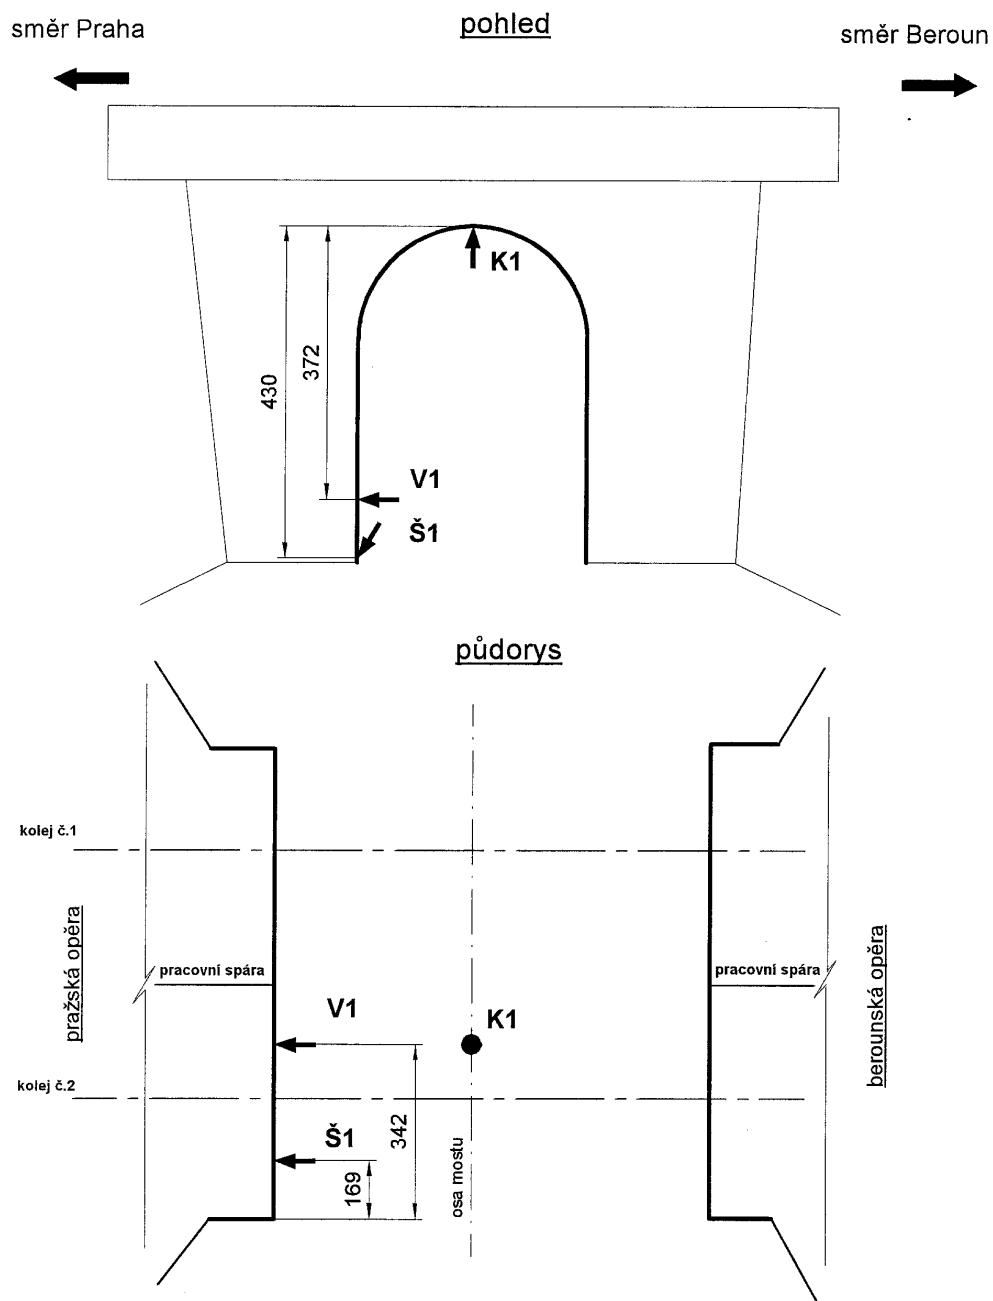 směr Praha
pohled
směr Beroun
K1
372
430
V1
Š1
půdorys
kolej č.1
pražská opěra
pracovní spára
pracovní spára
berounská opěra
V1
K1
kolej č.2
342
Š1
169
osa mostu